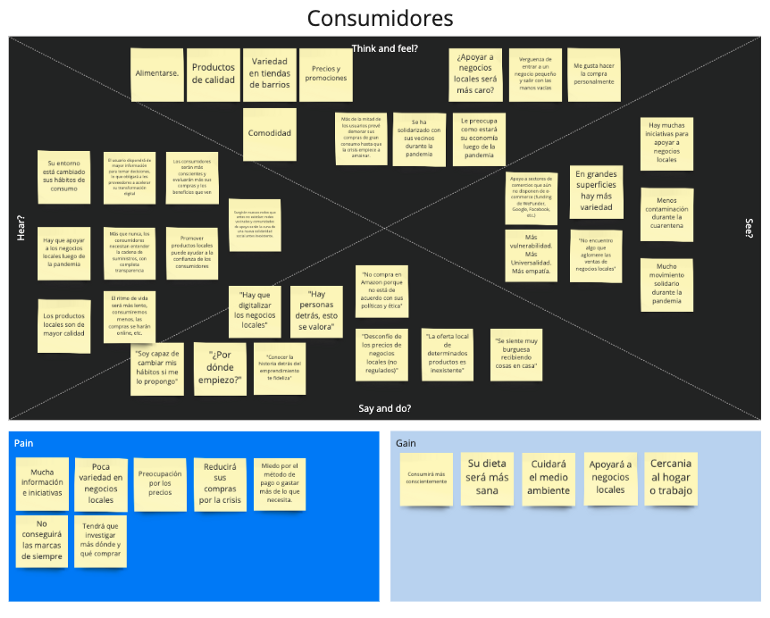 Consumidores
Think and feel?
Alimentarse.
Productos
de calidad
Variedad
en tiendas
de barrios
Precios y
promociones
¿Apoyar a
negocios
locales será
más caro?
Verguenza de
entrar a un
negocio pequeño
y salir con las
manos vacías
Me gusta hacer
la compra
personalmente
Comodidad
Más de la mitad de
los usuarios prevé
demorar sus
compras de gran
consumo hasta que
la crisis empiece a
amainar.
Se ha
solidarizado con
sus vecinos
durante la
pandemia
Le preocupa
como estará
su economía
luego de la
pandemia
Hear?
Su entorno
está cambiado
sus hábitos de
consumo
El usuario dispondrá de
mayor información
para tomar decisiones,
lo que obligará a los
proveedores a acelerar
su transformación
digital
Los consumidores
serán más
conscientes y
evaluarán más sus
compras y los
beneficios que ven
Hay que apoyar
a los negocios
locales luego de
la pandemia
Más que nunca, los
consumidores
necesitan entender
la cadena de
suministros, con
completa
transparencia
Promover
productos locales
puede ayudar a la
confianza de los
consumidores
Los productos
locales son de
mayor calidad
El ritmo de vida
será más lento,
consumiremos
menos, las
compras se harán
online, etc.
See?
Hay muchas
iniciativas para
apoyar a
negocios
locales
Apoyo a sectores de
comercios que aún
no disponen de e-
commerce (funding
de NetFunder,
Google, Facebook,
etc.)
En grandes
superficies
hay más
variedad
Menos
contaminación
durante la
cuarentena
Más
vulnerabilidad.
Más
Universalidad.
Más empatía.
"No encuentro
algo que
aglomere las
ventas de
negocios locales"
Mucho
movimiento
solidario
durante la
pandemia
"Hay que
digitalizar
los negocios
locales"
"Hay
personas
detrás, esto
se valora"
"No compra en
Amazon porque
no está de
acuerdo con sus
políticas y ética"
"Soy capaz de
cambiar mis
hábitos si me
lo propongo"
"¿Por
dónde
empiezo?"
"Conocer la
historia detrás del
emprendimiento
te fideliza"
"Desconfío de
los precios de
negocios
locales (no
regulados)"
"La oferta local
de
determinados
productos es
inexistente"
"Se siente muy
burguesa
recibiendo
cosas en casa"
Say and do?
Pain
Mucha
información
e iniciativas
Poca
variedad en
negocios
locales
Preocupación
por los
precios
Reducirá
sus
compras
por la crisis
Miedo por el
método de
pago o gastar
más de lo que
necesita.
No
conseguirá
las marcas
de siempre
Tendrá que
investigar
más dónde y
qué comprar
Gain
Consumirá más
conscientemente
Su dieta
será más
sana
Cuidará
el medio
ambiente
Apoyará a
negocios
locales
Cercania
al hogar
o trabajo